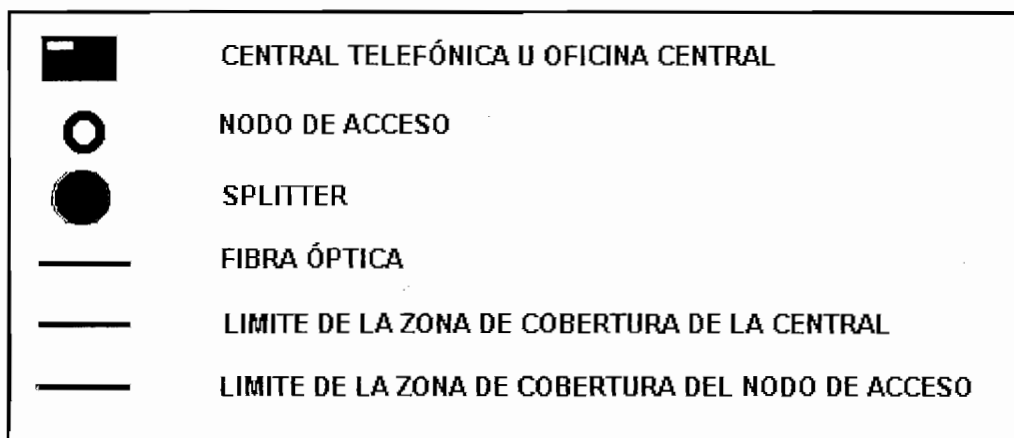 CENTRAL TELEFÓNICA U OFICINA CENTRAL
NODO DE ACCESO
SPLITTER
FIBRA ÓPTICA
LIMITE DE LA ZONA DE COBERTURA DE LA CENTRAL
LIMITE DE LA ZONA DE COBERTURA DEL NODO DE ACCESO